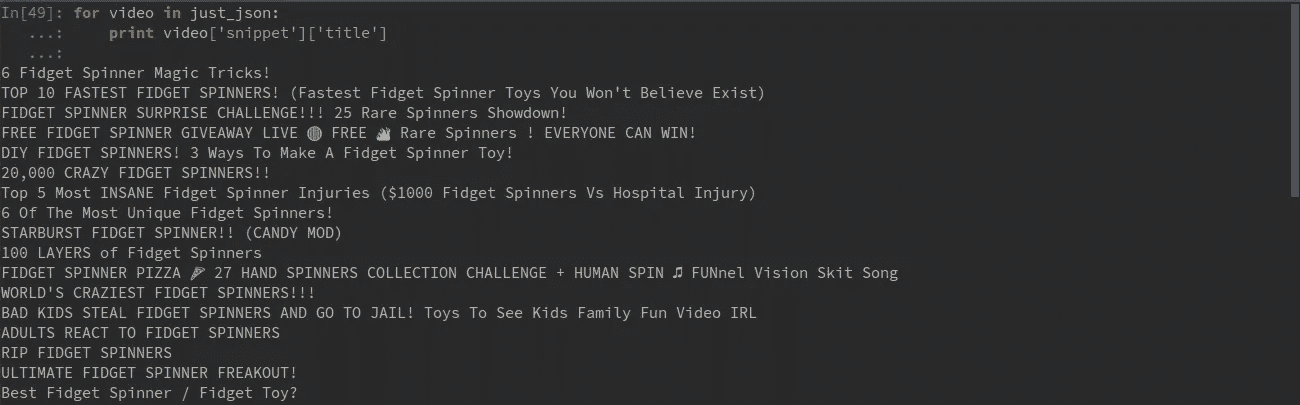 In[49]: for video in just_json:
   ...:     print video['snippet']['title']
   ...:
6 Fidget Spinner Magic Tricks!
TOP 10 FASTEST FIDGET SPINNERS! (Fastest Fidget Spinner Toys You Won't Believe Exist)
FIDGET SPINNER SURPRISE CHALLENGE!!! 25 Rare Spinners Showdown!
FREE FIDGET SPINNER GIVEAWAY LIVE FREE Rare Spinners ! EVERYONE CAN WIN!
DIY FIDGET SPINNERS! 3 Ways To Make A Fidget Spinner Toy!
20,000 CRAZY FIDGET SPINNERS!!
Top 5 Most INSANE Fidget Spinner Injuries ($1000 Fidget Spinners Vs Hospital Injury)
6 Of The Most Unique Fidget Spinners!
STARBURST FIDGET SPINNER!! (CANDY MOD)
100 LAYERS of Fidget Spinners
FIDGET SPINNER PIZZA 🍕 27 HAND SPINNERS COLLECTION CHALLENGE + HUMAN SPIN ♫ FUNnel Vision Skit Song
WORLD'S CRAZIEST FIDGET SPINNERS!!!
BAD KIDS STEAL FIDGET SPINNERS AND GO TO JAIL! Toys To See Kids Family Fun Video IRL
ADULTS REACT TO FIDGET SPINNERS
RIP FIDGET SPINNERS
ULTIMATE FIDGET SPINNER FREAKOUT!
Best Fidget Spinner / Fidget Toy?